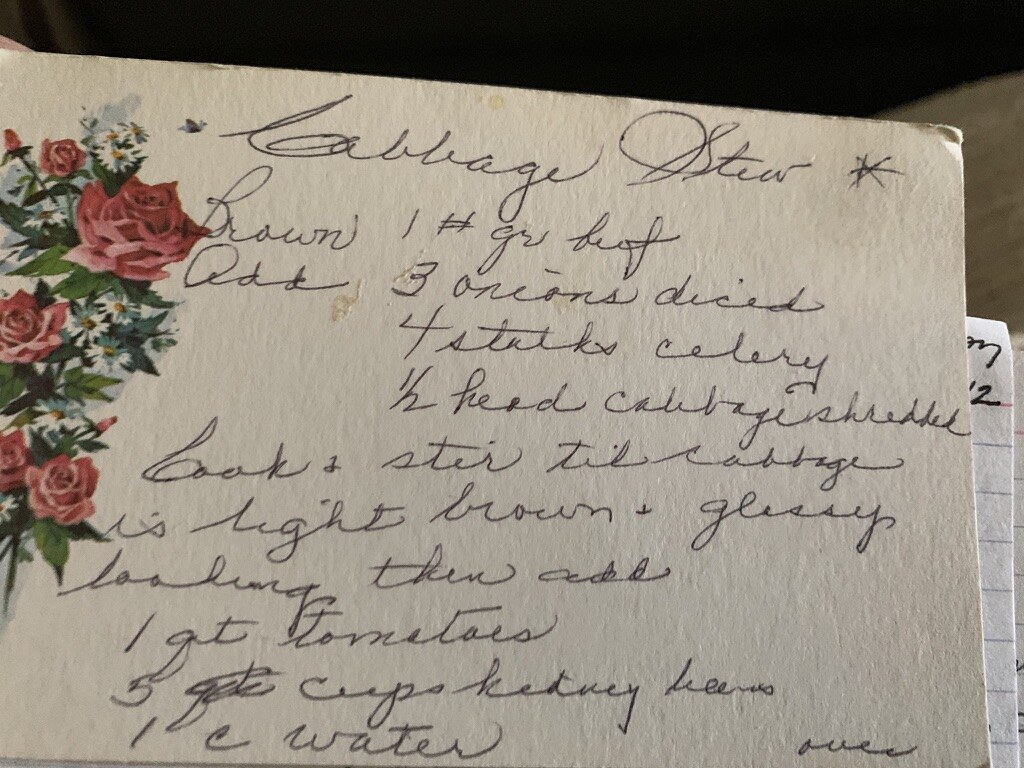 Cabbage Stew *
Brown 1 # gr beef
Add 3 onions diced
4 stalks celery
½ head cabbage shredded
Cook & stir til cabbage
is light brown & glossy
looking then add
1 qt tomatoes
3 cups kidney beans
1 c water
over
12